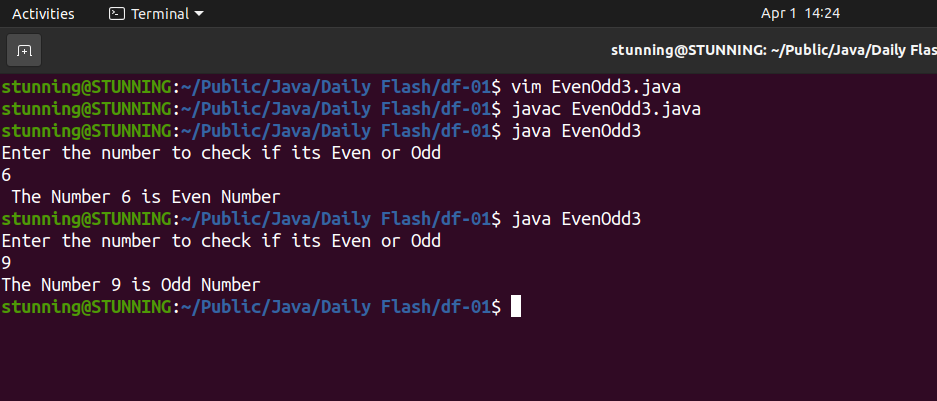 Activities Terminal Apr 1 14:24
stunning@STUNNING: ~/Public/Java/Daily Flas
stunning@STUNNING:~/Public/Java/Daily Flash/df-01$ vim EvenOdd3.java
stunning@STUNNING:~/Public/Java/Daily Flash/df-01$ javac EvenOdd3.java
stunning@STUNNING:~/Public/Java/Daily Flash/df-01$ java EvenOdd3
Enter the number to check if its Even or Odd
6
 The Number 6 is Even Number
stunning@STUNNING:~/Public/Java/Daily Flash/df-01$ java EvenOdd3
Enter the number to check if its Even or Odd
9
The Number 9 is Odd Number
stunning@STUNNING:~/Public/Java/Daily Flash/df-01$